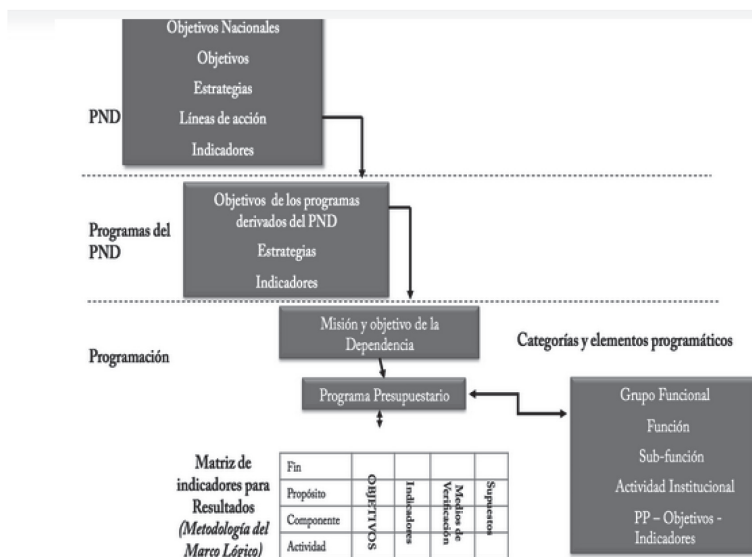 Objetivos Nacionales
Objetivos
Estrategias
PND
Líneas de acción
Indicadores
Programas del
PND
Objetivos de los programas
derivados del PND
Estrategias
Indicadores
Programación
Misión y objetivo de la
Dependencia
Categorías y elementos programáticos
Programa Presupuestario
Grupo Funcional
Función
Sub-función
Actividad Institucional
PP – Objetivos -
Indicadores
Matriz de
indicadores para
Resultados
(Metodología del
Marco Lógico)
Fin
Propósito
Componente
Actividad
OBJETIVOS
Indicadores
Medios de
Verificación
Supuestos